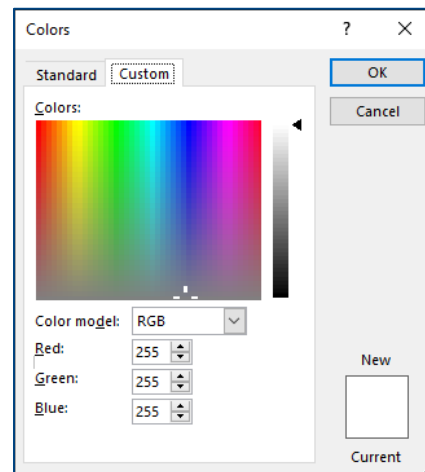 Colors
?
Standard
Custom
OK
Cancel
Colors:
Color model:
RGB
Red:
255
Green:
255
Blue:
255
New
Current